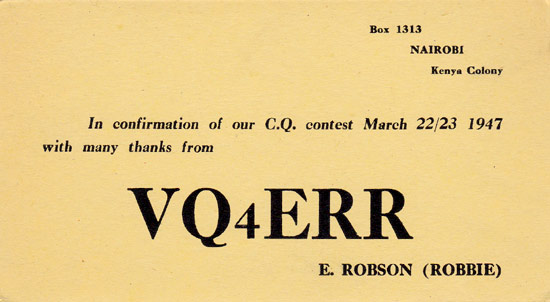 Box 1313
NAIROBI
Kenya Colony
In confirmation of our C.Q. contest March 22/23 1947
with many thanks from
VQ4ERR
E. ROBSON (ROBBIE)